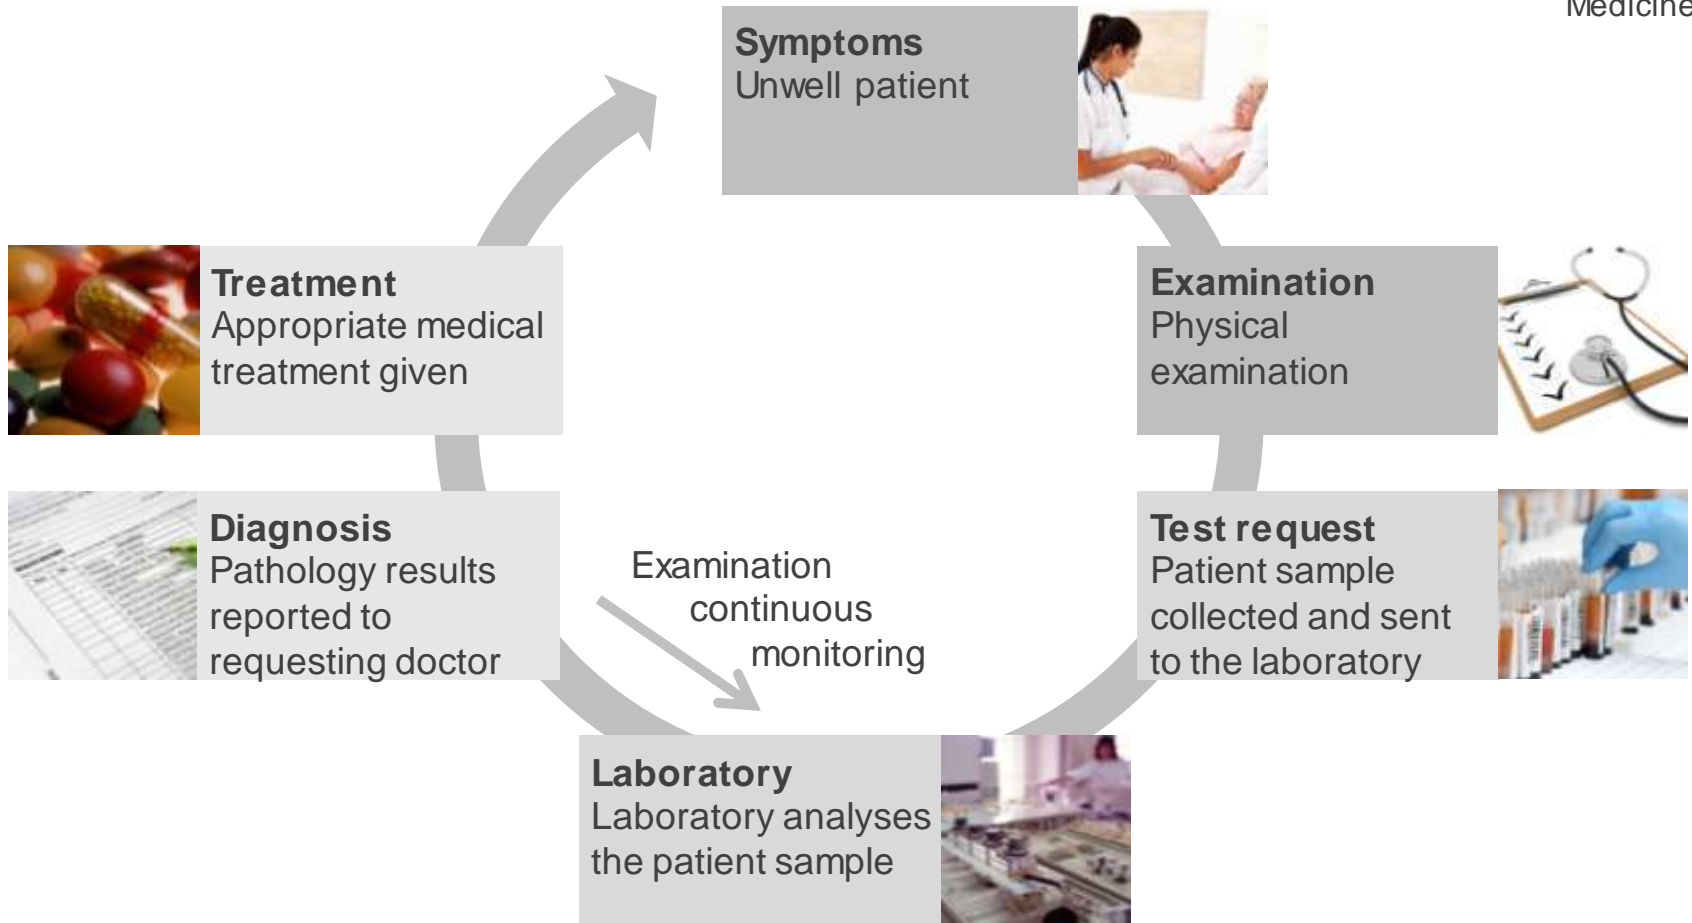 Medicine
Symptoms
Unwell patient
Examination
Physical
examination
Test request
Patient sample
collected and sent
to the laboratory
Laboratory
Laboratory analyses
the patient sample
Diagnosis
Pathology results
reported to
requesting doctor
Treatment
Appropriate medical
treatment given
Examination
continuous
monitoring